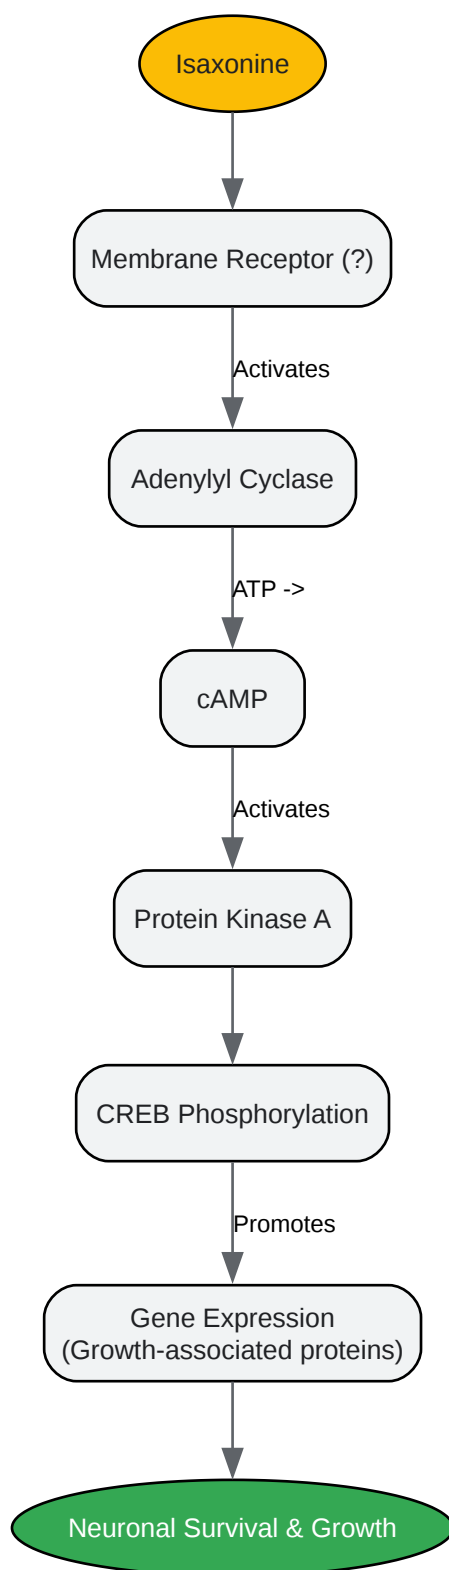 Isaxonine
Membrane Receptor (?)
Activates
Adenylyl Cyclase
ATP ->
cAMP
Activates
Protein Kinase A
CREB Phosphorylation
Promotes
Gene Expression
(Growth-associated proteins)
Neuronal Survival & Growth